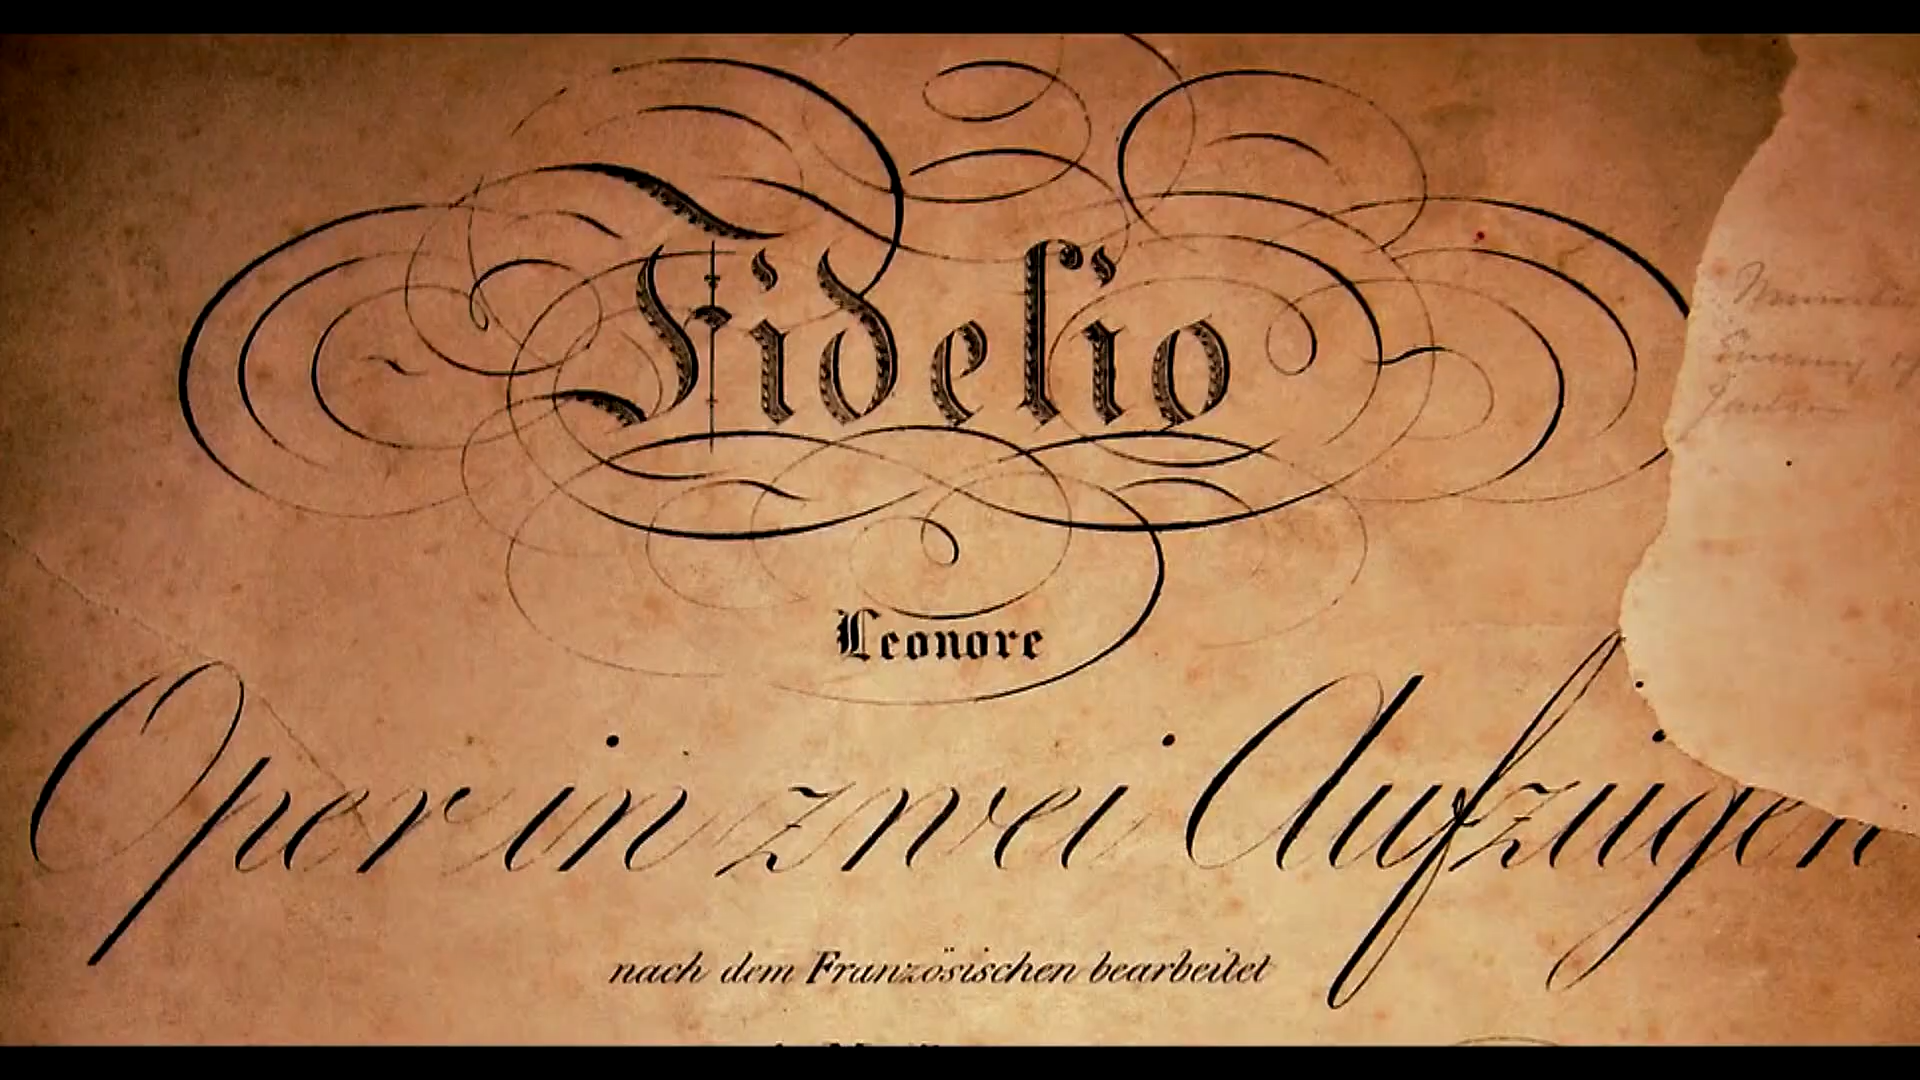 Fidelio
Leonore
Oper in zwei Aufzügen
nach dem Französischen bearbeitet